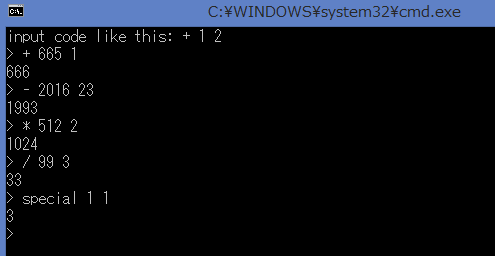 C:¥WINDOWS¥system32¥cmd.exe
input code like this: + 1 2
> + 665 1
666
> - 2016 23
1993
> * 512 2
1024
> / 99 3
33
> special 1 1
3
>